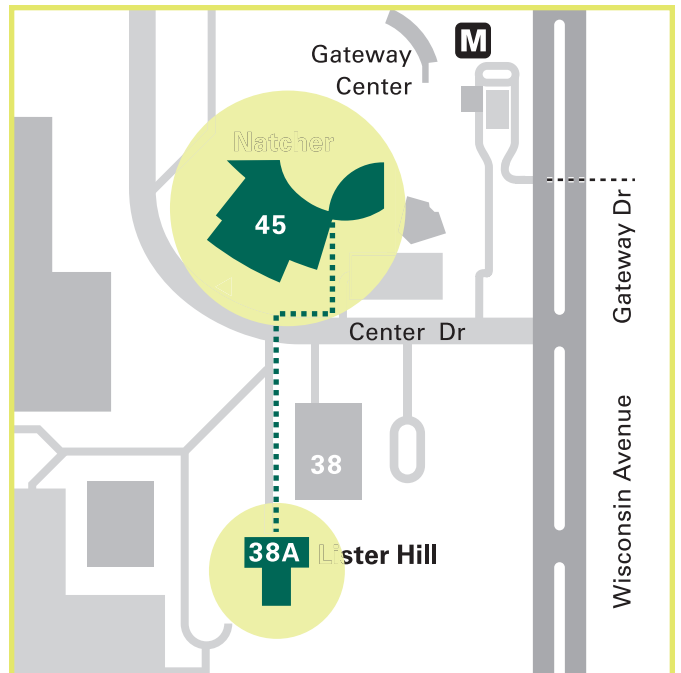 M
Gateway
Center
Natcher
45
Gateway Dr
Center Dr
Wisconsin Avenue
38
38A
Lister Hill